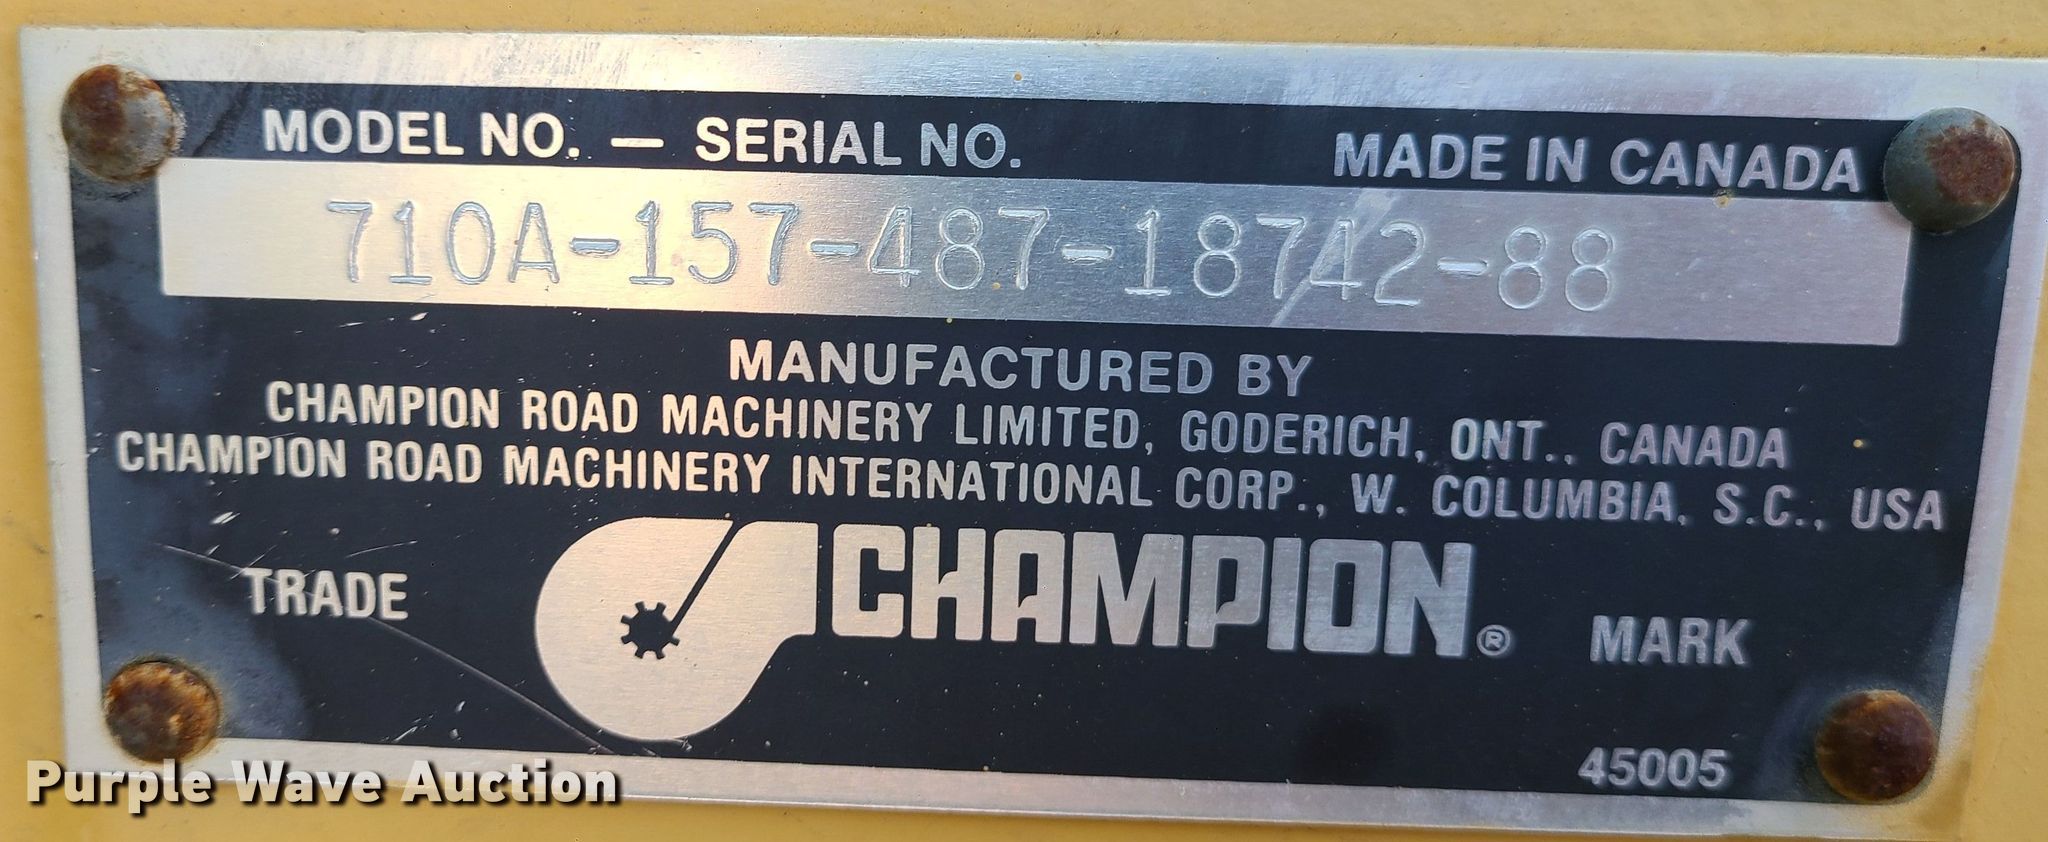 MODEL NO. — SERIAL NO. MADE IN CANADA
710A-157-487-18742-88
MANUFACTURED BY
CHAMPION ROAD MACHINERY LIMITED, GODERICH, ONT., CANADA
CHAMPION ROAD MACHINERY INTERNATIONAL CORP., W. COLUMBIA, S.C., USA
TRADE CHAMPION® MARK
45005
Purple Wave Auction